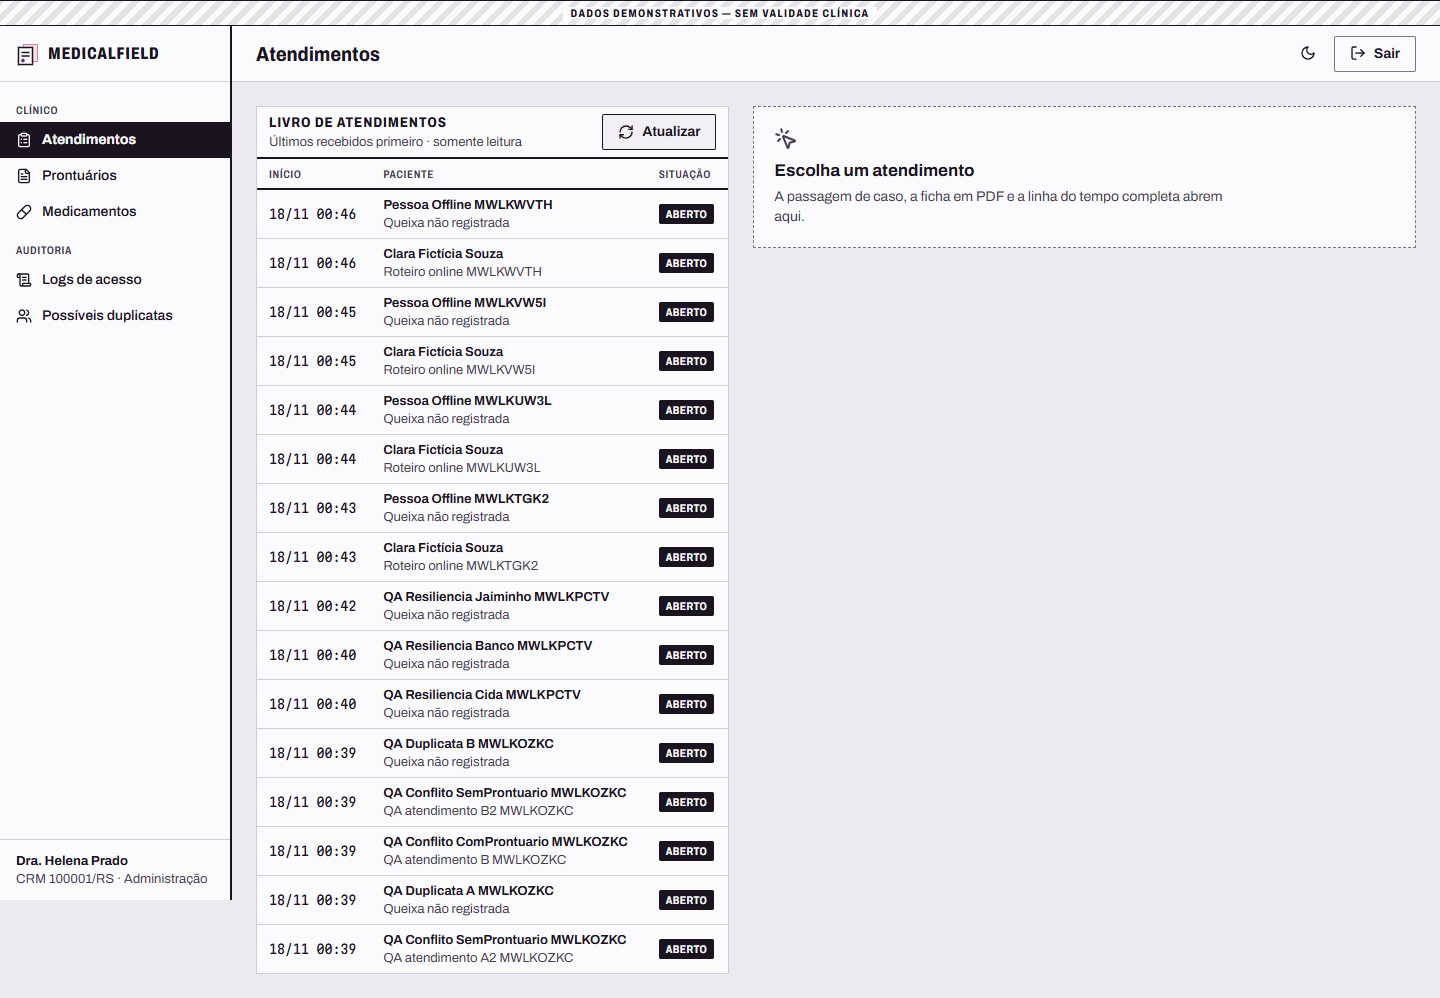 DADOS DEMONSTRATIVOS — SEM VALIDADE CLÍNICA
MEDICALFIELD
CLÍNICO
Atendimentos
Prontuários
Medicamentos
AUDITORIA
Logs de acesso
Possíveis duplicatas
Dra. Helena Prado
CRM 100001/RS · Administração
Atendimentos
Sair
LIVRO DE ATENDIMENTOS
Últimos recebidos primeiro · somente leitura
Atualizar
INÍCIO PACIENTE SITUAÇÃO
18/11 00:46 Pessoa Offline MWLKWVTH ABERTO
Queixa não registrada
18/11 00:46 Clara Fictícia Souza ABERTO
Roteiro online MWLKWVTH
18/11 00:45 Pessoa Offline MWLKVW5I ABERTO
Queixa não registrada
18/11 00:45 Clara Fictícia Souza ABERTO
Roteiro online MWLKVW5I
18/11 00:44 Pessoa Offline MWLKUW3L ABERTO
Queixa não registrada
18/11 00:44 Clara Fictícia Souza ABERTO
Roteiro online MWLKUW3L
18/11 00:43 Pessoa Offline MWLKTGK2 ABERTO
Queixa não registrada
18/11 00:43 Clara Fictícia Souza ABERTO
Roteiro online MWLKTGK2
18/11 00:42 QA Resiliencia Jaiminho MWLKPCTV ABERTO
Queixa não registrada
18/11 00:40 QA Resiliencia Banco MWLKPCTV ABERTO
Queixa não registrada
18/11 00:40 QA Resiliencia Cida MWLKPCTV ABERTO
Queixa não registrada
18/11 00:39 QA Duplicata B MWLKOZKC ABERTO
Queixa não registrada
18/11 00:39 QA Conflito SemProntuario MWLKOZKC ABERTO
QA atendimento B2 MWLKOZKC
18/11 00:39 QA Conflito ComProntuario MWLKOZKC ABERTO
QA atendimento B MWLKOZKC
18/11 00:39 QA Duplicata A MWLKOZKC ABERTO
Queixa não registrada
18/11 00:39 QA Conflito SemProntuario MWLKOZKC ABERTO
QA atendimento A2 MWLKOZKC
Escolha um atendimento
A passagem de caso, a ficha em PDF e a linha do tempo completa abrem
aqui.